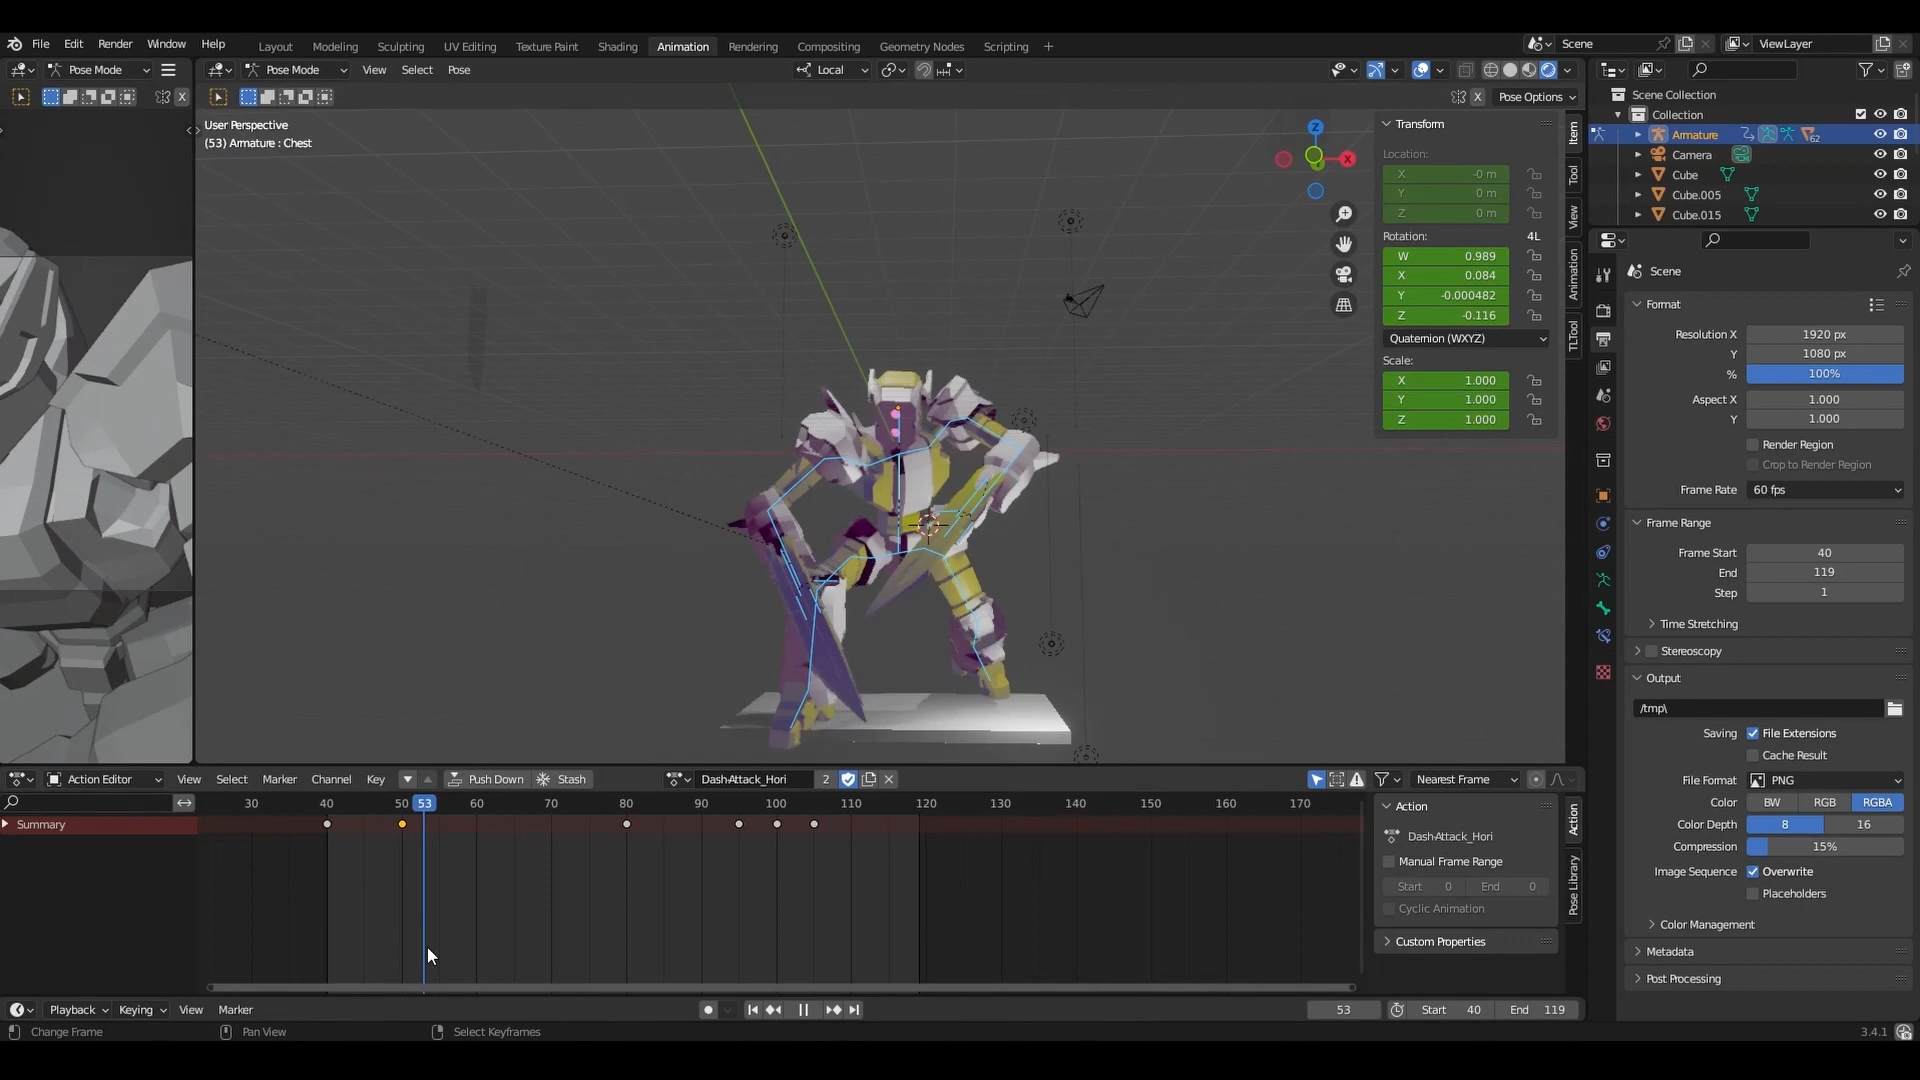 File Edit Render Window Help Layout Modeling Sculpting UV Editing Texture Paint Shading Animation Rendering Compositing Geometry Nodes Scripting + Scene ViewLayer
Pose Mode Pose Mode View Select Pose Local
X X Pose Options
User Perspective
(53) Armature : Chest
Z
X
Transform
Location:
X -0 m
Y 0 m
Z 0 m
Rotation: 4L
W 0.989
X 0.084
Y -0.000482
Z -0.116
Quaternion (WXYZ)
Scale:
X 1.000
Y 1.000
Z 1.000
Item
Tool
View
Animation
TLTool
Scene Collection
Collection
Armature 62
Camera
Cube
Cube.005
Cube.015
Scene
Format
Resolution X 1920 px
Y 1080 px
% 100%
Aspect X 1.000
Y 1.000
Render Region
Crop to Render Region
Frame Rate 60 fps
Frame Range
Frame Start 40
End 119
Step 1
Time Stretching
Stereoscopy
Output
/tmp\
Saving File Extensions
Cache Result
File Format PNG
Color BW RGB RGBA
Color Depth 8 16
Compression 15%
Image Sequence Overwrite
Placeholders
Color Management
Metadata
Post Processing
Action Editor View Select Marker Channel Key Push Down Stash Dash-Attack_Hori 2 Nearest Frame
30 40 50 53 60 70 80 90 100 110 120 130 140 150 160 170
Summary
Action
Dash-Attack_Hori
Manual Frame Range
Start 0 End 0
Cyclic Animation
Custom Properties
Action
Pose Library
Playback Keying View Marker 53 Start 40 End 119
Change Frame Pan View Select Keyframes 3.4.1